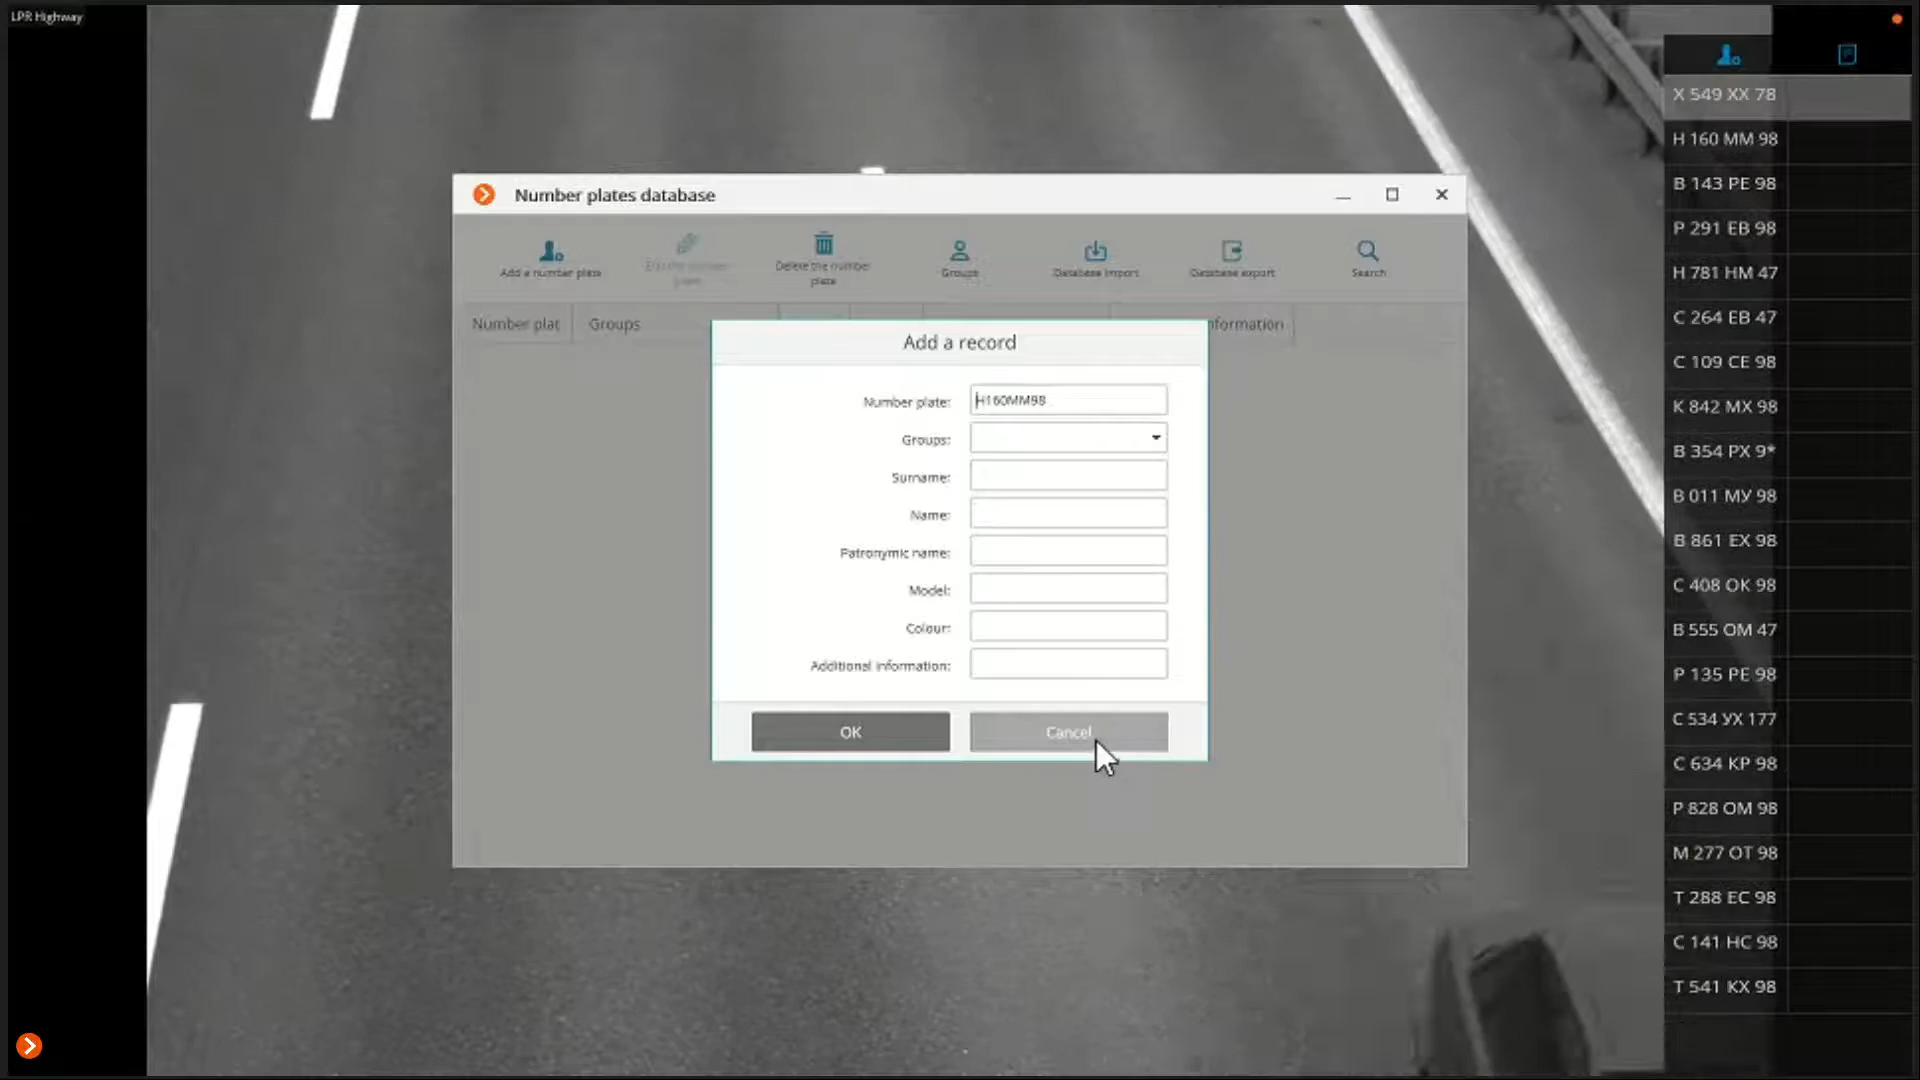 LPR Highway
Number plates database
Add a number plate
Delete the number
plate
Groups
Database import
Database export
Search
Number plat
Groups
nformation
Add a record
Number plate:
H160MM98
Groups:
Surname:
Name:
Patronymic name:
Model:
Colour:
Additional information:
OK
Cancel
X 549 XX 78
H 160 MM 98
B 143 PE 98
P 291 EB 98
H 781 HM 47
C 264 EB 47
C 109 CE 98
K 842 MX 98
B 354 PX 9*
B 011 МУ 98
B 861 EX 98
C 408 OK 98
B 555 OM 47
P 135 PE 98
C 534 УХ 177
C 634 KP 98
P 828 OM 98
M 277 OT 98
T 288 EC 98
C 141 HC 98
T 541 KX 98